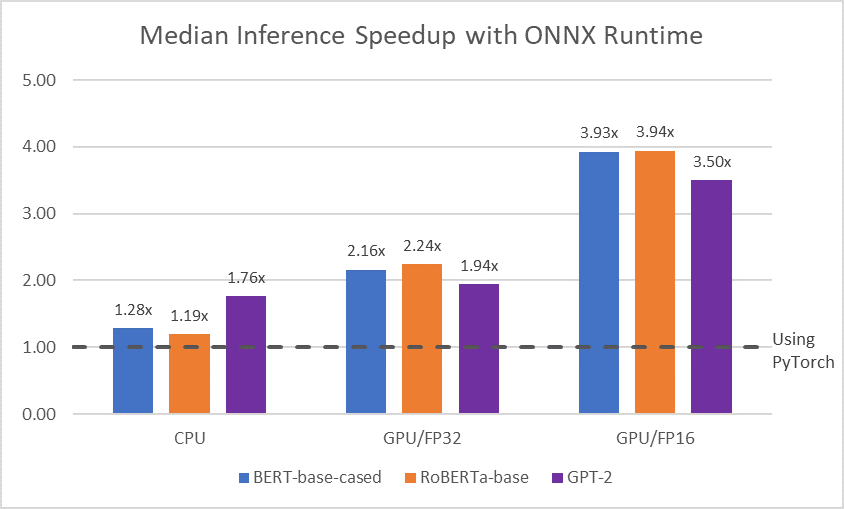 Median Inference Speedup with ONNX Runtime
5.00
4.00
3.00
2.00
1.00
0.00
1.28x
1.19x
1.76x
2.16x
2.24x
1.94x
3.93x
3.94x
3.50x
Using
PyTorch
CPU
GPU/FP32
GPU/FP16
BERT-base-cased
RoBERTa-base
GPT-2